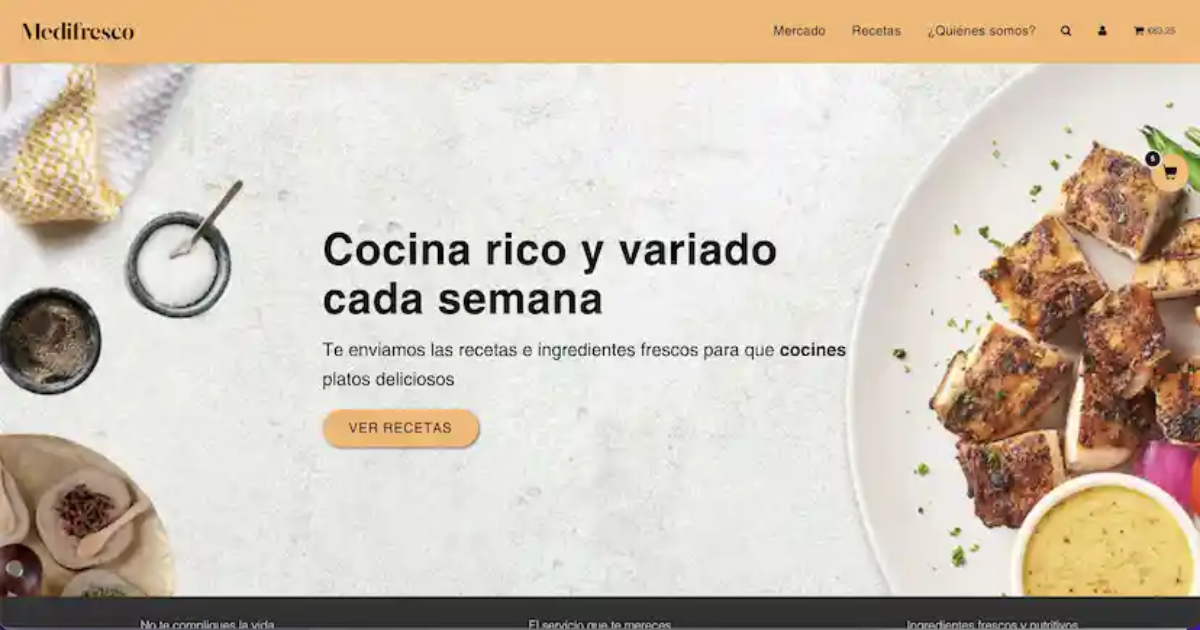 Medifresco
Mercado Recetas ¿Quiénes somos? €63,25
5
Cocina rico y variado
cada semana
Te enviamos las recetas e ingredientes frescos para que cocines
platos deliciosos
VER RECETAS
No te compliques la vida El servicio que te mereces Ingredientes frescos y nutritivos